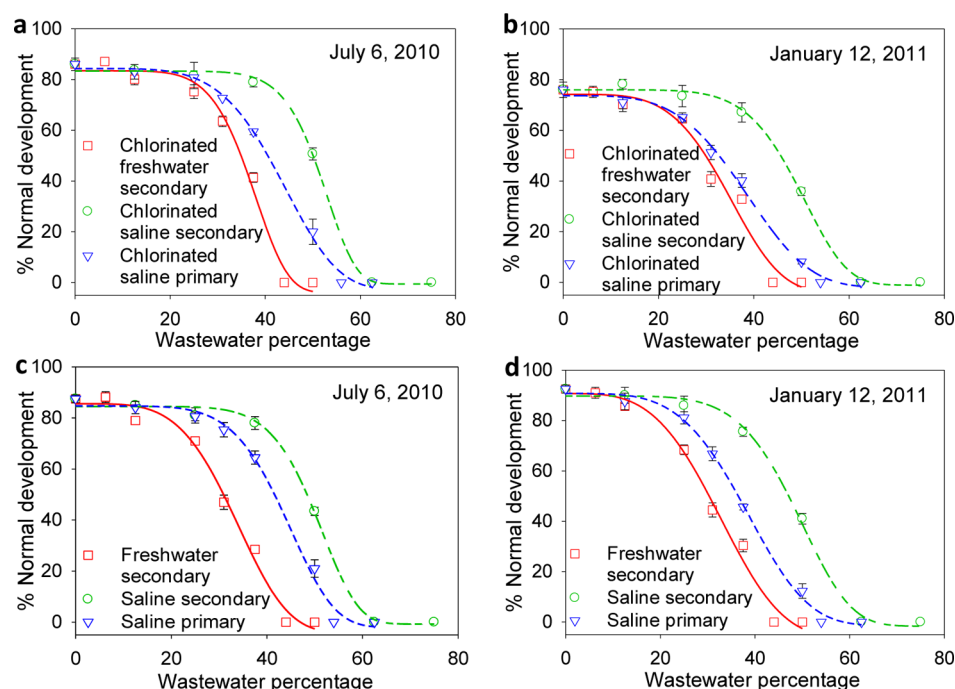 a
July 6, 2010
100
80
60
40
20
0
% Normal development
Chlorinated
freshwater
secondary
Chlorinated
saline secondary
Chlorinated
saline primary
0 20 40 60 80
Wastewater percentage
b
January 12, 2011
100
80
60
40
20
0
% Normal development
Chlorinated
freshwater
secondary
Chlorinated
saline secondary
Chlorinated
saline primary
0 20 40 60 80
Wastewater percentage
c
July 6, 2010
100
80
60
40
20
0
% Normal development
Freshwater
secondary
Saline secondary
Saline primary
0 20 40 60 80
Wastewater percentage
d
January 12, 2011
100
80
60
40
20
0
% Normal development
Freshwater
secondary
Saline secondary
Saline primary
0 20 40 60 80
Wastewater percentage